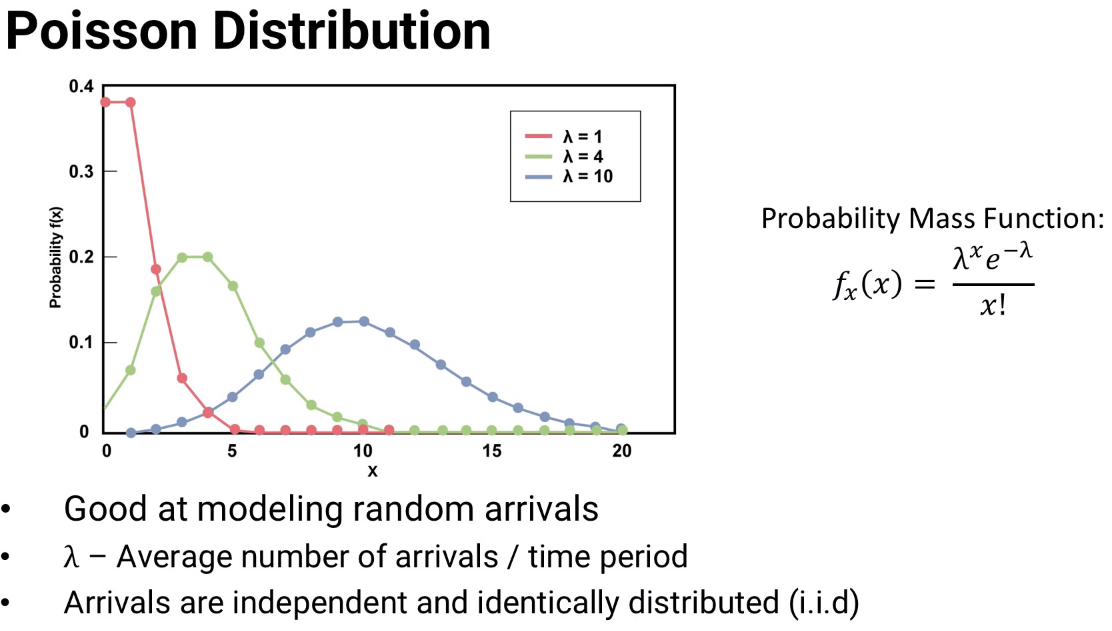 Poisson Distribution
0.4
0.3
0.2
0.1
0
Probability f(x)
0 5 10 15 20
X
λ = 1
λ = 4
λ = 10
Probability Mass Function:
fₓ(x) = λˣe⁻λ / x!
• Good at modeling random arrivals
• λ – Average number of arrivals / time period
• Arrivals are independent and identically distributed (i.i.d)